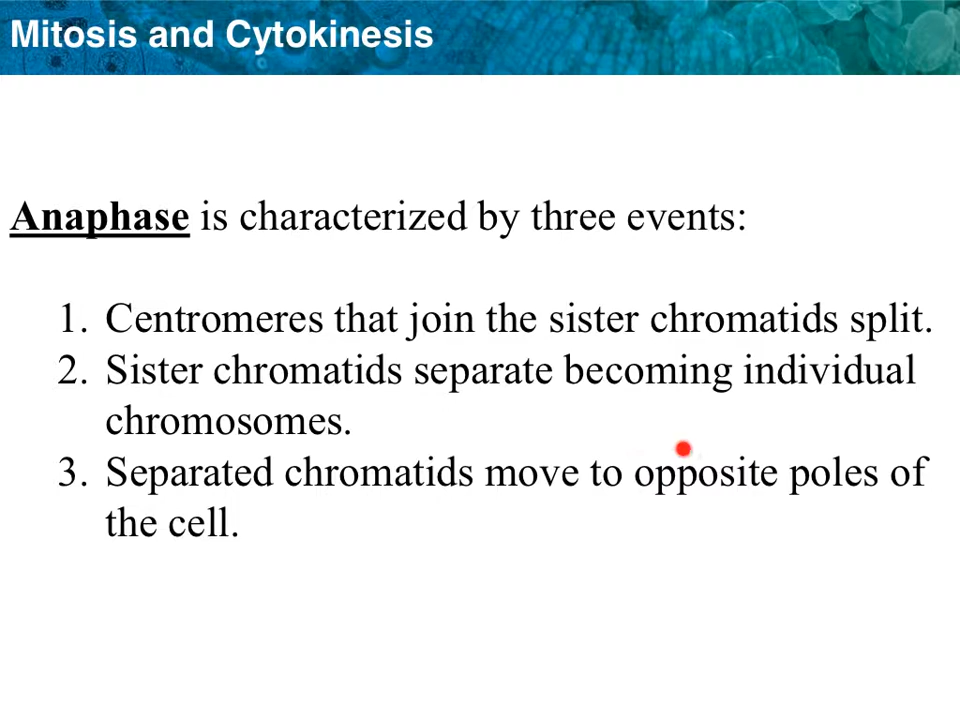 Mitosis and Cytokinesis
Anaphase is characterized by three events:
1. Centromeres that join the sister chromatids split.
2. Sister chromatids separate becoming individual
chromosomes.
3. Separated chromatids move to opposite poles of
the cell.